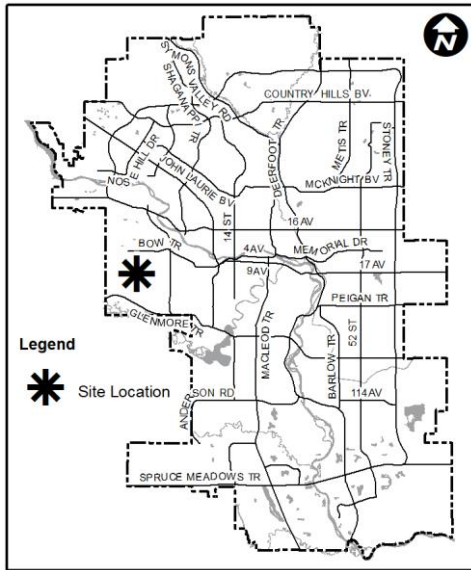 N
SYMONS VALLEY RD
SHAGANAPPI TR
COUNTRY HILLS BV
DEERFOOT TR
METIS TR
STONEY TR
NOSE HILL DR
JOHN LAURIE BV
MCKNIGHT BV
14 ST
16 AV
BOW TR
4 AV
MEMORIAL DR
9 AV
17 AV
PEIGAN TR
GLENMORE TR
MACLEOD TR
BARLOW TR
52 ST
Legend
Site Location
ANDERSON RD
114 AV
SPRUCE MEADOWS TR